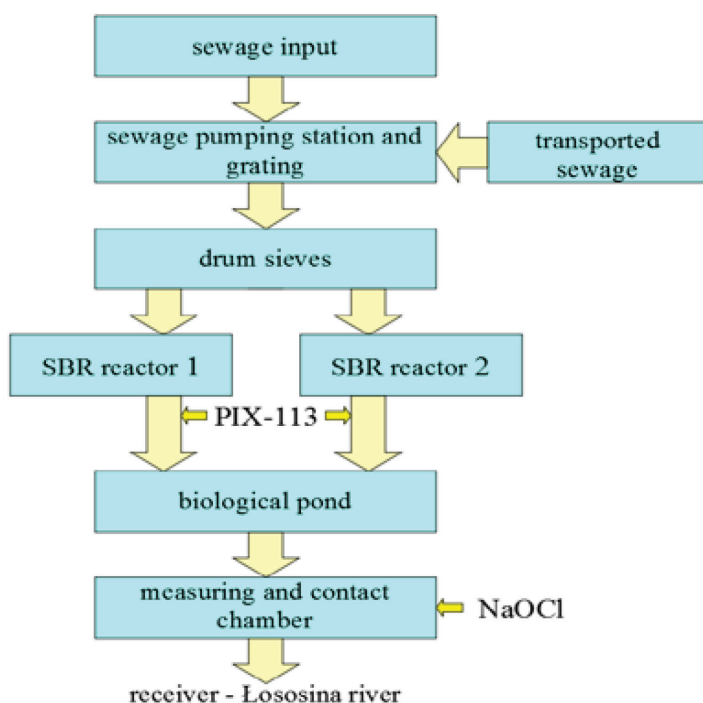 sewage input
sewage pumping station and
grating
transported
sewage
drum sieves
SBR reactor 1
SBR reactor 2
PIX-113
biological pond
measuring and contact
chamber
NaOCl
receiver - Łososina river